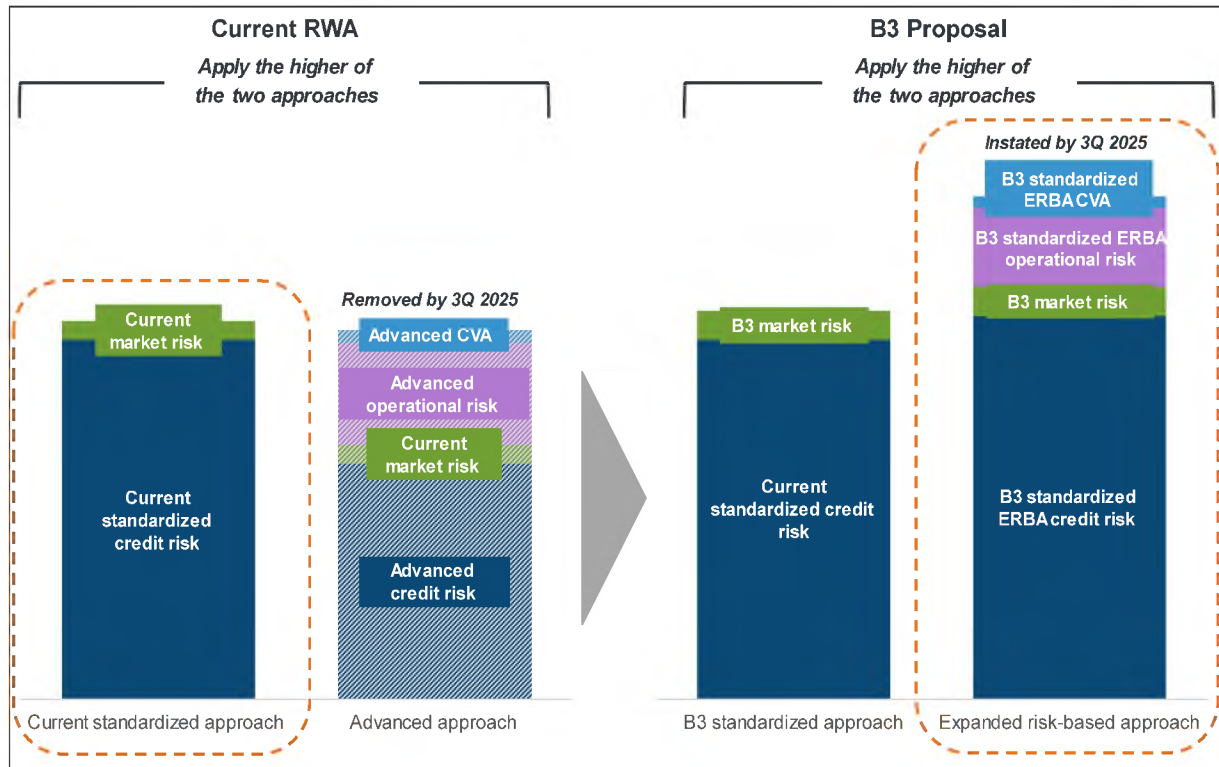 Current RWA
Apply the higher of
the two approaches
Current
market risk
Current
standardized
credit risk
Current standardized approach
Removed by 3Q 2025
Advanced CVA
Advanced
operational risk
Current
market risk
Advanced
credit risk
Advanced approach
B3 Proposal
Apply the higher of
the two approaches
B3 market risk
Current
standardized credit
risk
B3 standardized approach
Instated by 3Q 2025
B3 standardized
ERBA CVA
B3 standardized ERBA
operational risk
B3 market risk
B3 standardized
ERBA credit risk
Expanded risk-based approach